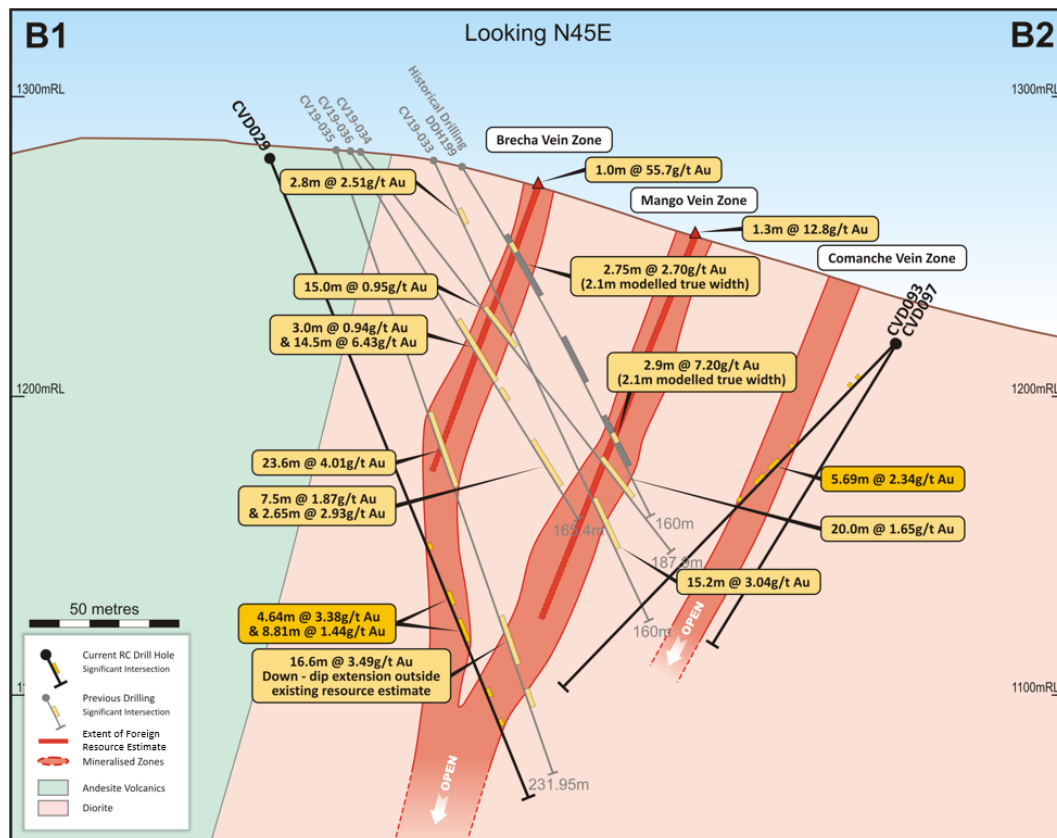 B1
Looking N45E
B2
1300mRL
1300mRL
CVD029
CV19-035
CV19-036
CV19-034
CV19-033
Historical Drilling
DDH199
Brecha Vein Zone
1.0m @ 55.7g/t Au
2.8m @ 2.51g/t Au
Mango Vein Zone
1.3m @ 12.8g/t Au
Comanche Vein Zone
2.75m @ 2.70g/t Au
(2.1m modelled true width)
15.0m @ 0.95g/t Au
CVD093
CVD097
3.0m @ 0.94g/t Au
& 14.5m @ 6.43g/t Au
2.9m @ 7.20g/t Au
(2.1m modelled true width)
1200mRL
1200mRL
23.6m @ 4.01g/t Au
5.69m @ 2.34g/t Au
7.5m @ 1.87g/t Au
& 2.65m @ 2.93g/t Au
165.4m
160m
20.0m @ 1.65g/t Au
187.9m
15.2m @ 3.04g/t Au
50 metres
4.64m @ 3.38g/t Au
& 8.81m @ 1.44g/t Au
160m
OPEN
16.6m @ 3.49g/t Au
Down - dip extension outside
existing resource estimate
1100mRL
OPEN
231.95m
Current RC Drill Hole
Significant Intersection
Previous Drilling
Significant Intersection
Extent of Foreign
Resource Estimate
Mineralised Zones
Andesite Volcanics
Diorite